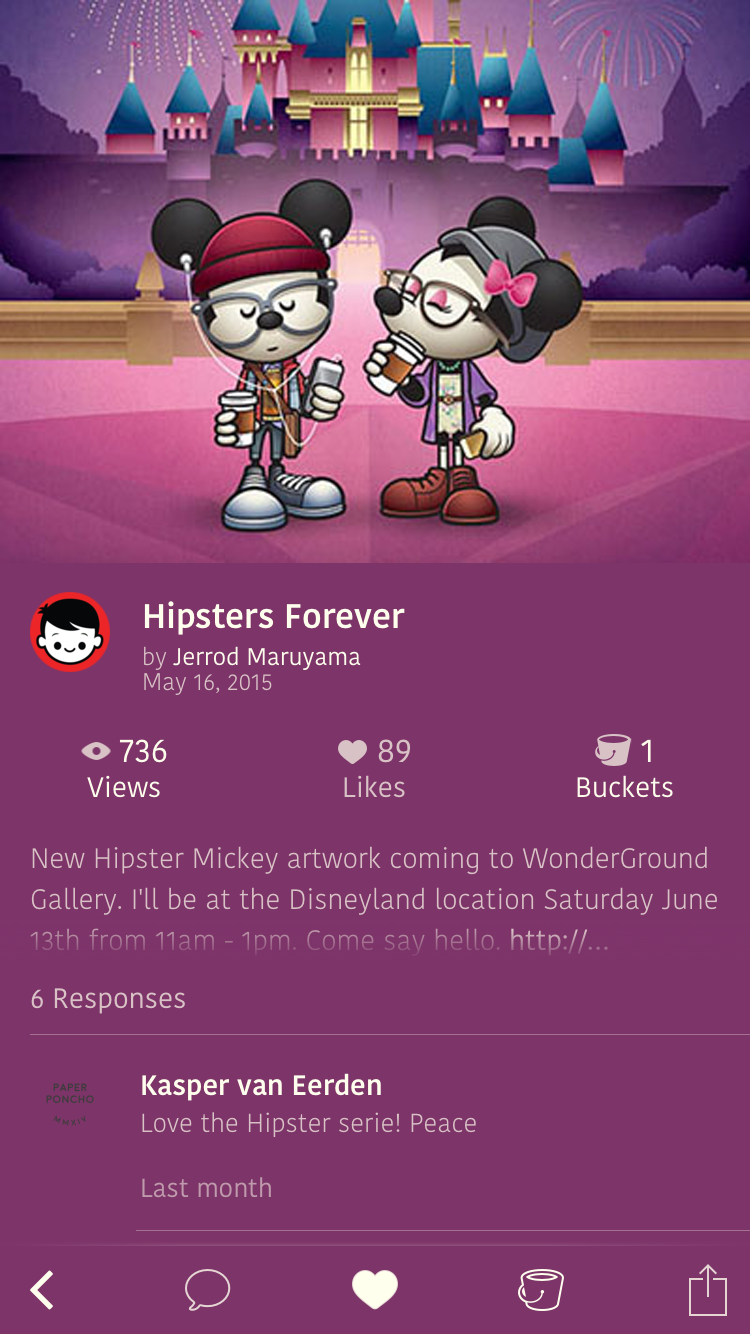 Hipsters Forever
by Jerrod Maruyama
May 16, 2015
736
Views
89
Likes
1
Buckets
New Hipster Mickey artwork coming to WonderGround
Gallery. I'll be at the Disneyland location Saturday June
13th from 11am - 1pm. Come say hello. http://...
6 Responses
PAPER
PONCHO
Kasper van Eerden
Love the Hipster serie! Peace
Last month